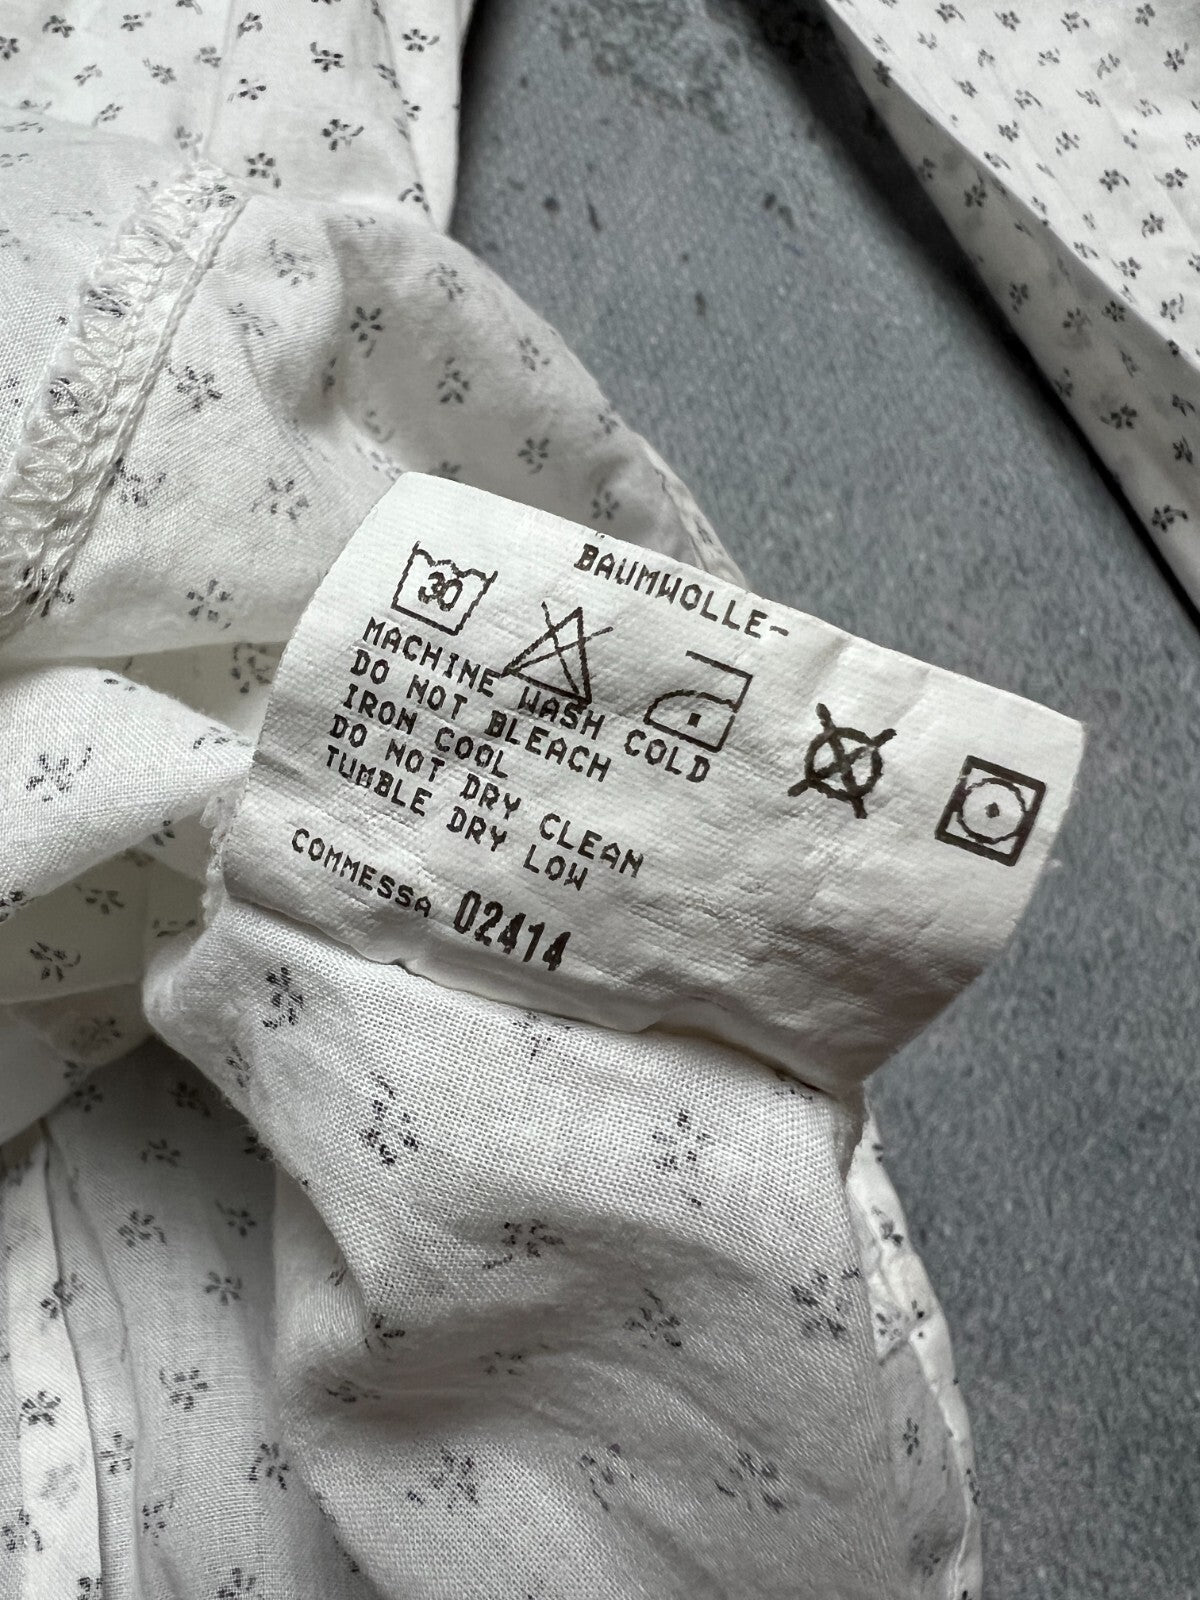 BAUMWOLLE-
30
MACHINE WASH COLD
DO NOT BLEACH
IRON COOL
DO NOT DRY CLEAN
TUMBLE DRY LOW
COMMESSA 02414